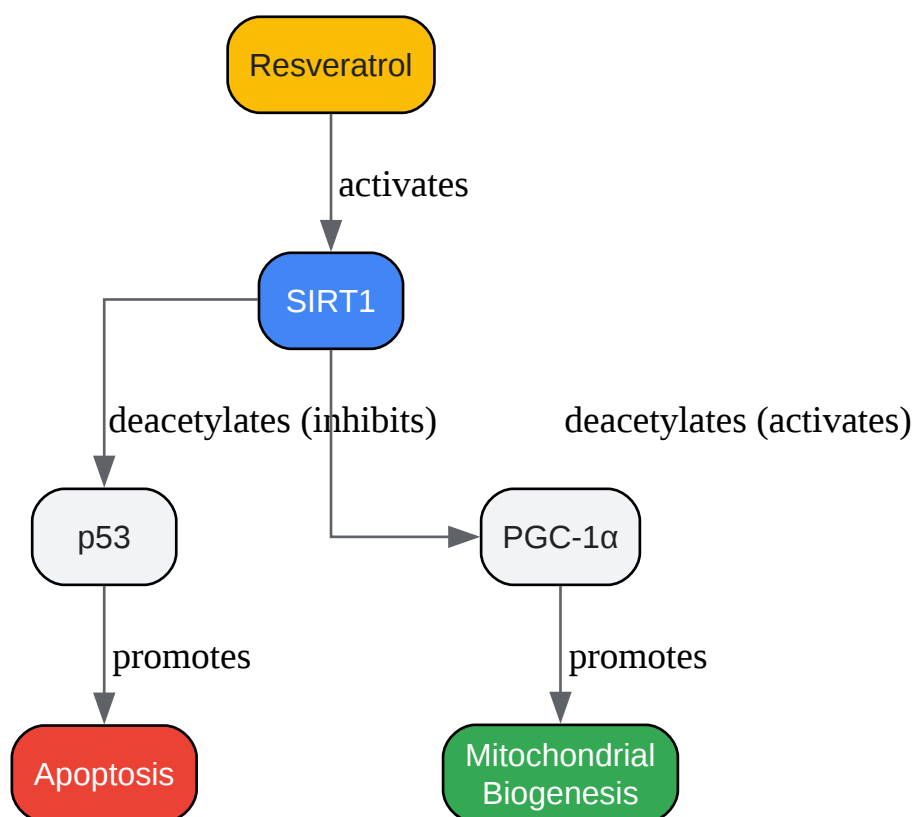 Resveratrol
activates
SIRT1
deacetylates (inhibits)
deacetylates (activates)
p53
PGC-1α
promotes
promotes
Apoptosis
Mitochondrial
Biogenesis